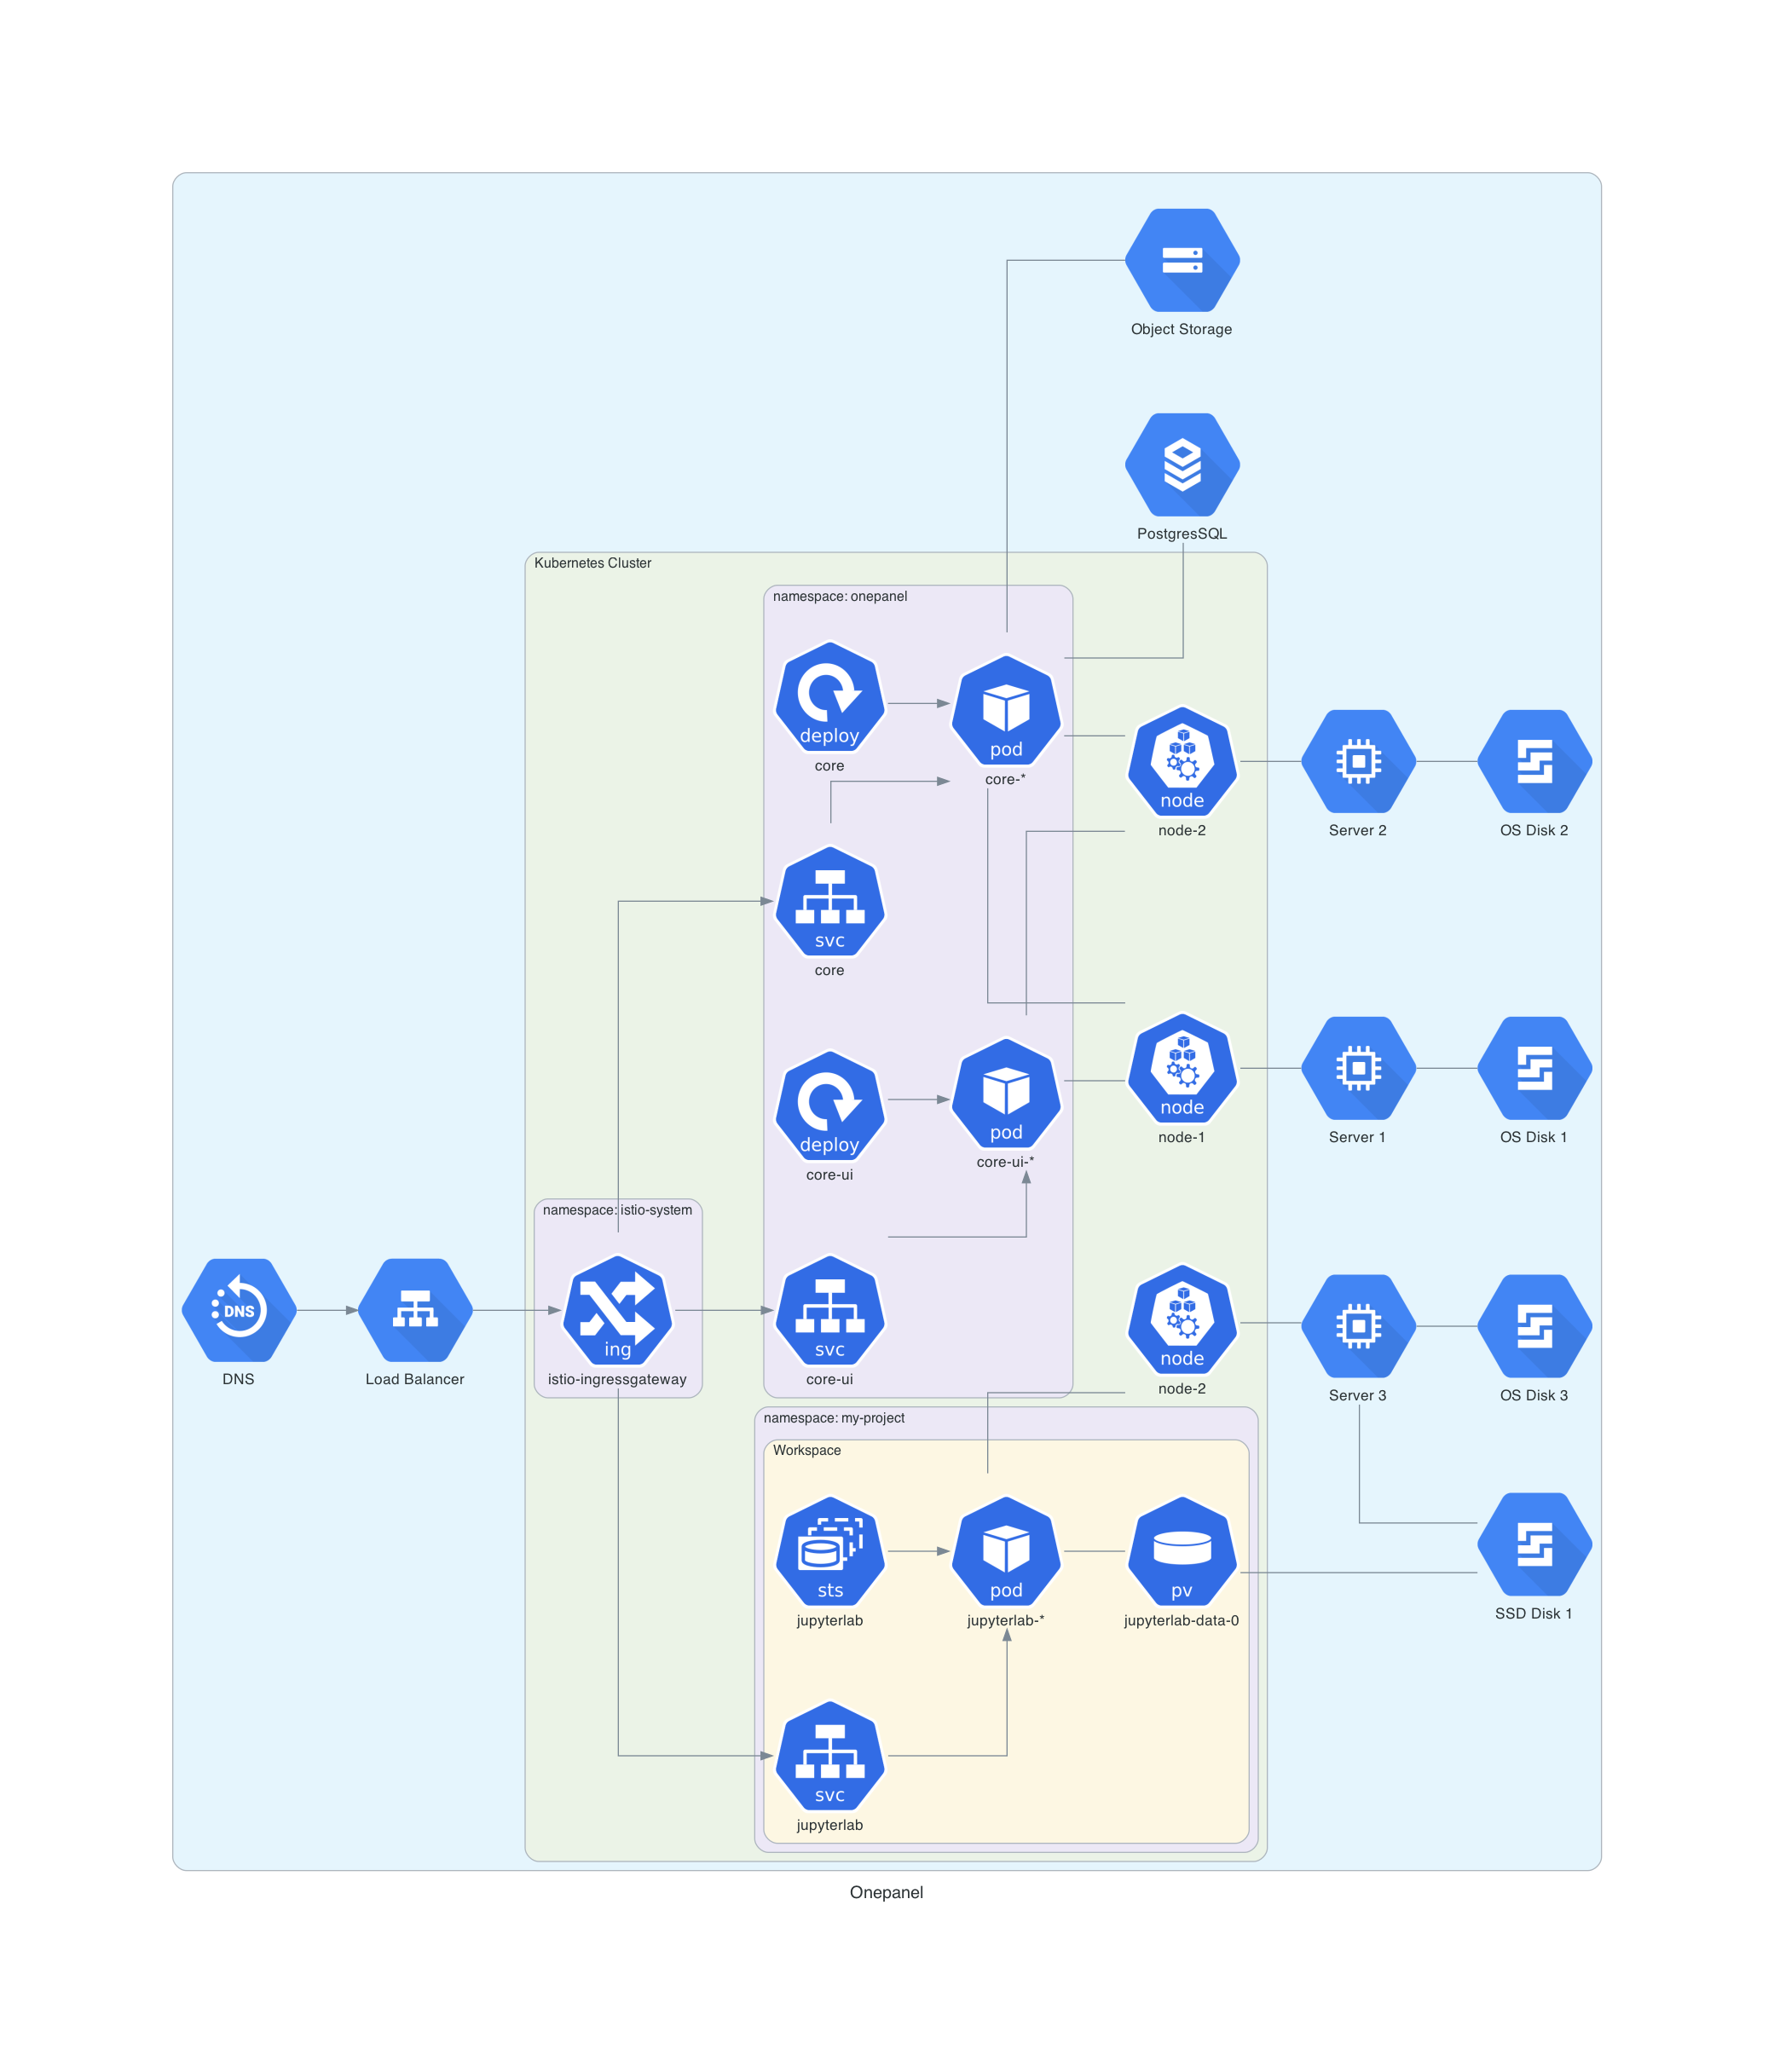 Object Storage
PostgresSQL
Kubernetes Cluster
namespace: onepanel
deploy
core
pod
core-*
node
node-2
Server 2
OS Disk 2
svc
core
deploy
core-ui
pod
core-ui-*
node
node-1
Server 1
OS Disk 1
namespace: istio-system
DNS
DNS
Load Balancer
ing
istio-ingressgateway
svc
core-ui
node
node-2
Server 3
OS Disk 3
namespace: my-project
Workspace
sts
jupyterlab
pod
jupyterlab-*
pv
jupyterlab-data-0
SSD Disk 1
svc
jupyterlab
Onepanel